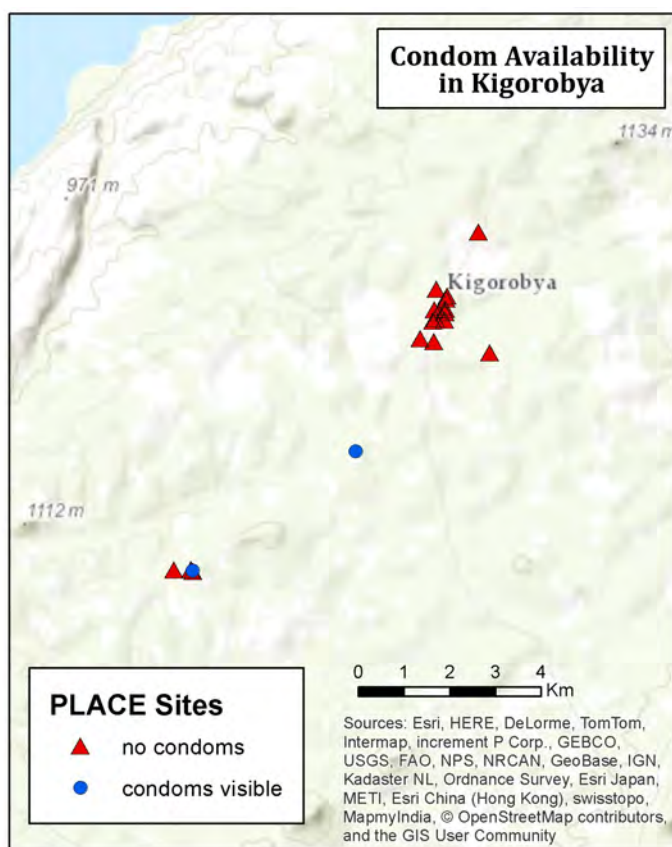 Condom Availability
in Kigorobya
1134 m
971 m
Kigorobya
1112 m
PLACE Sites
no condoms
condoms visible
0 1 2 3 4
Km
Sources: Esri, HERE, DeLorme, TomTom,
Intermap, increment P Corp., GEBCO,
USGS, FAO, NPS, NRCAN, GeoBase, IGN,
Kadaster NL, Ordnance Survey, Esri Japan,
METI, Esri China (Hong Kong), swisstopo,
MapmyIndia, © OpenStreetMap contributors,
and the GIS User Community